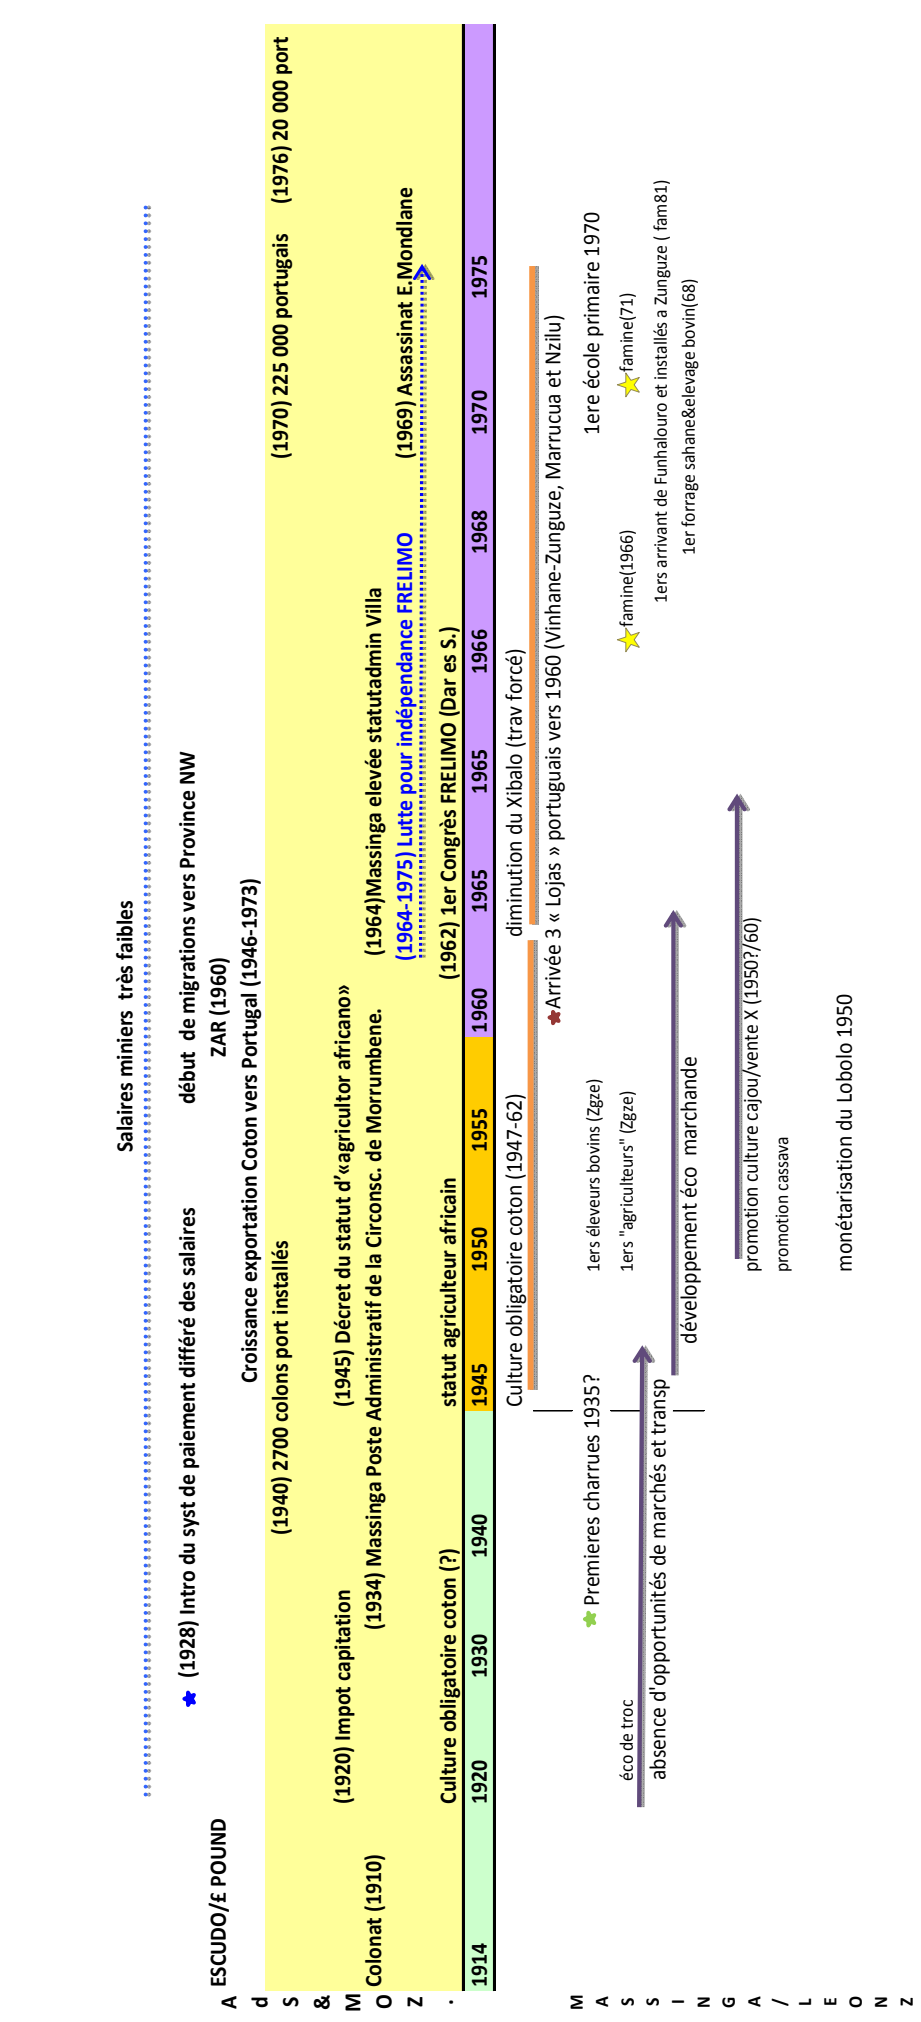 Salaires miniers très faibles
(1928) Intro du syst de paiement différé des salaires
début de migrations vers Province NW
ESCUDO/£ POUND
ZAR (1960)
Croissance exportation Coton vers Portugal (1946-1973)
(1940) 2700 colons port installés
(1970) 225 000 portugais
(1976) 20 000 port
(1920) Impot capitation
(1945) Décret du statut d'«agricultor africano»
Colonat (1910)
(1934) Massinga Poste Administratif de la Circonsc. de Morrumbene.
(1964)Massinga elevée statutadmin Villa
(1964-1975) Lutte pour indépendance FRELIMO
(1969) Assassinat E.Mondlane
Culture obligatoire coton (?)
statut agriculteur africain
(1962) 1er Congrès FRELIMO (Dar es S.)
1914 1920 1930 1940 1945 1950 1955 1960 1965 1965 1966 1968 1970 1975
Culture obligatoire coton (1947-62)
diminution du Xibalo (trav forcé)
Arrivée 3 « Lojas » portuguais vers 1960 (Vinhane-Zunguze, Marrucua et Nzilu)
Premieres charrues 1935?
1ers éleveurs bovins (Zgze)
1ere école primaire 1970
éco de troc
1ers "agriculteurs" (Zgze)
famine(1966)
famine(71)
absence d'opportunités de marchés et transp
1ers arrivant de Funhalouro et installés a Zunguze ( fam81)
développement éco marchande
1er forrage sahane&elevage bovin(68)
promotion culture cajou/vente X (1950?/60)
promotion cassava
monétarisation du Lobolo 1950
A
d
S
&
M
O
Z
.
M
A
S
S
I
N
G
A
/
L
E
O
N
Z